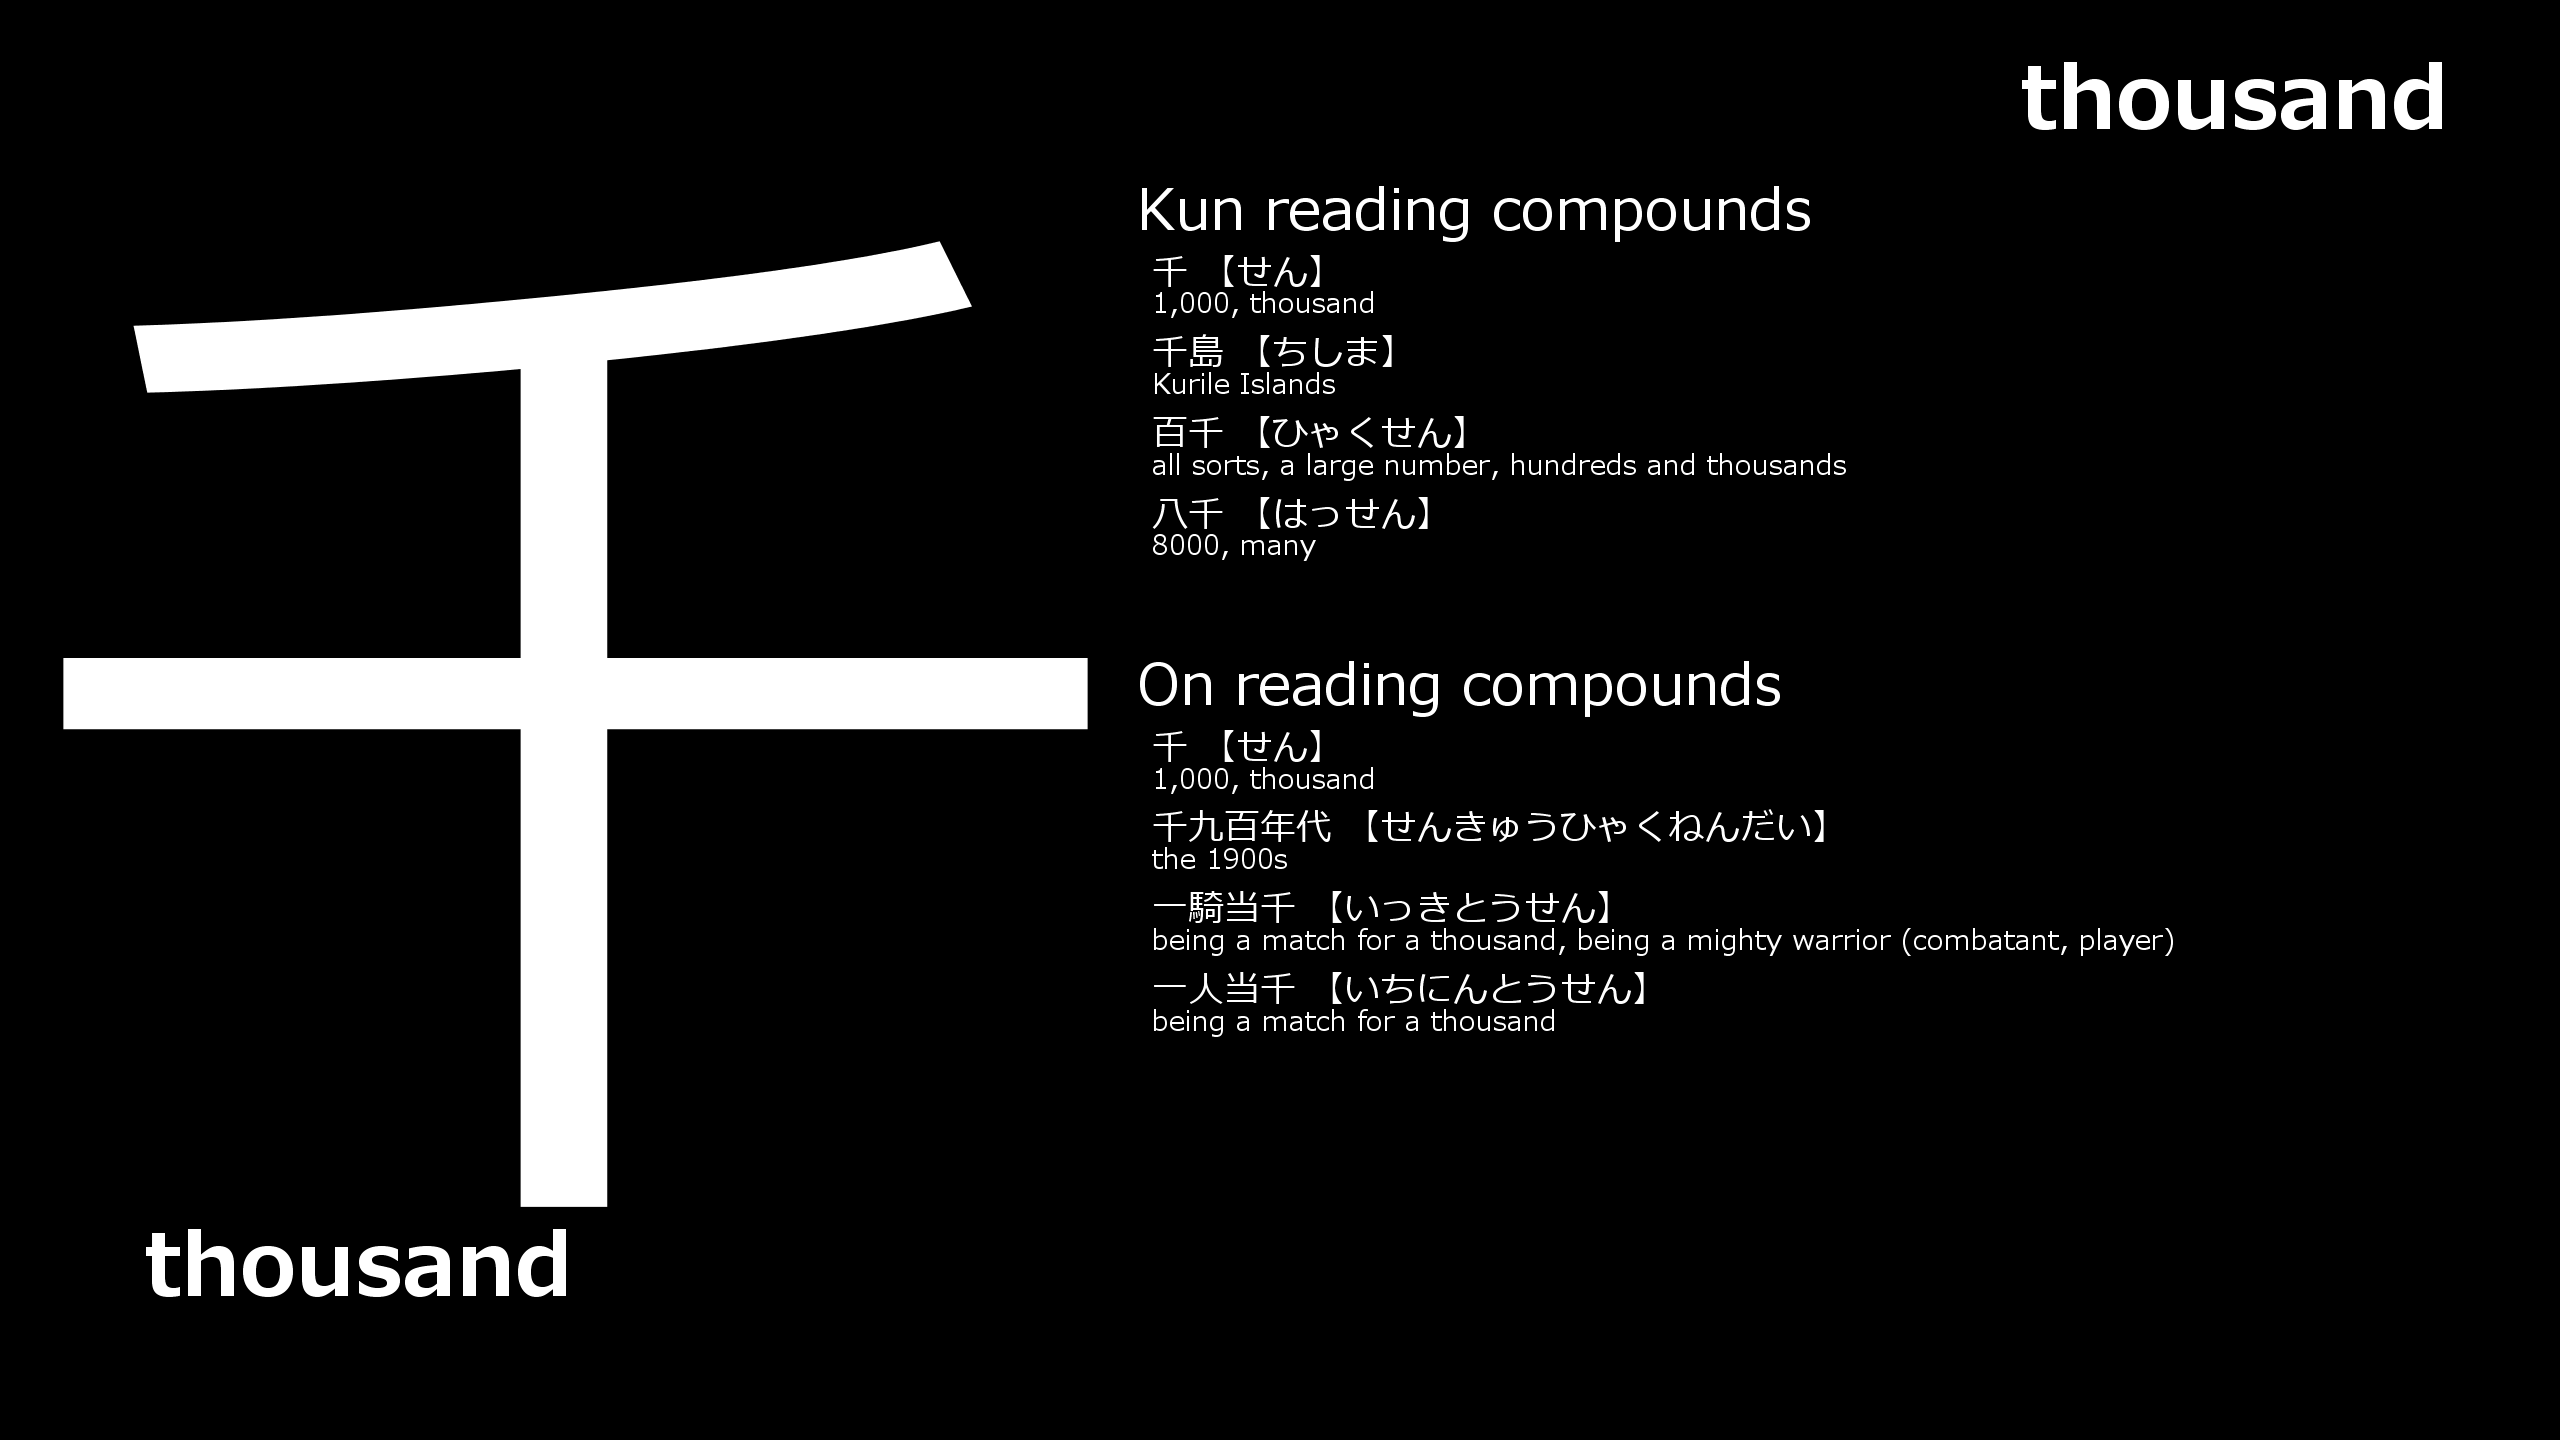 thousand
千
thousand
Kun reading compounds
千 【せん】
1,000, thousand
千島 【ちしま】
Kurile Islands
百千 【ひゃくせん】
all sorts, a large number, hundreds and thousands
八千 【はっせん】
8000, many
On reading compounds
千 【せん】
1,000, thousand
千九百年代 【せんきゅうひゃくねんだい】
the 1900s
一騎当千 【いっきとうせん】
being a match for a thousand, being a mighty warrior (combatant, player)
一人当千 【いちにんとうせん】
being a match for a thousand